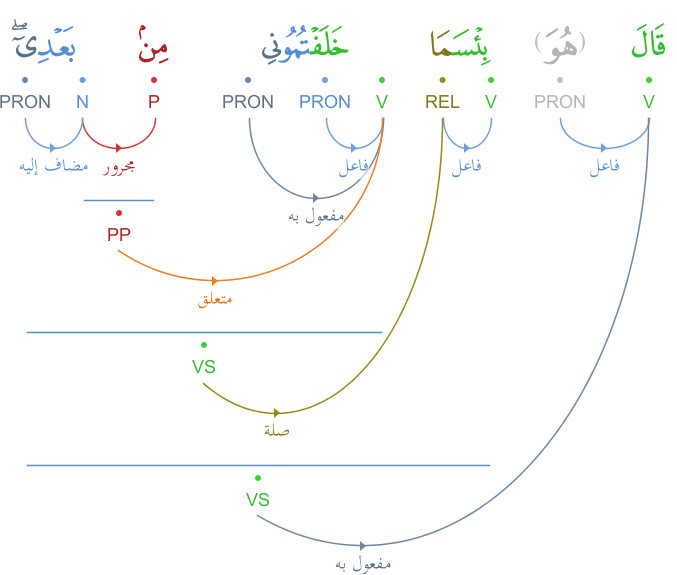 قَالَ (هُوَ) بِئْسَمَا خَلَفْتُمُونِي مِنۢ بَعْدِىٓ ۖ
V PRON V REL V PRON PRON P N PRON
فاعل فاعل فاعل مجرور مضاف إليه
مفعول به
PP
متعلق
VS
صلة
VS
مفعول به